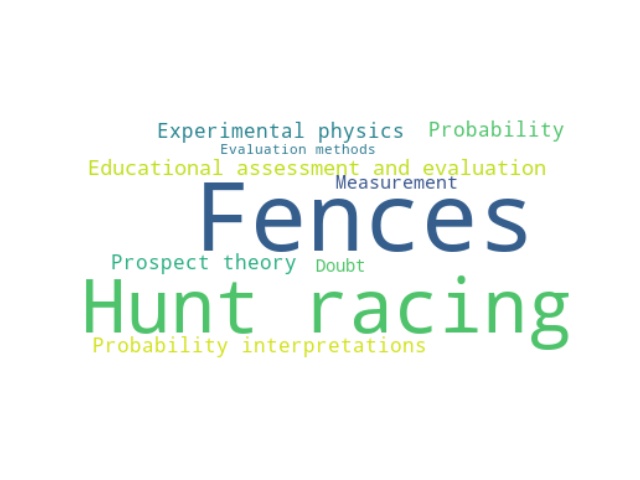 Experimental physics
Probability
Evaluation methods
Educational assessment and evaluation
Measurement
Fences
Prospect theory
Doubt
Hunt racing
Probability interpretations